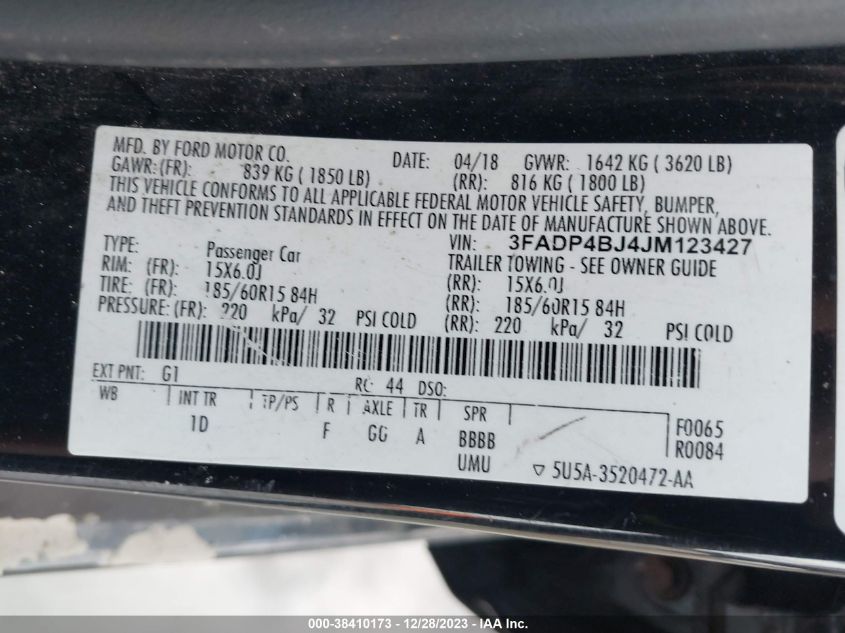 MFD. BY FORD MOTOR CO. DATE: 04/18 GVWR: 1642 KG ( 3620 LB)
GAWR:(FR): 839 KG ( 1850 LB) (RR): 816 KG ( 1800 LB)
THIS VEHICLE CONFORMS TO ALL APPLICABLE FEDERAL MOTOR VEHICLE SAFETY, BUMPER,
AND THEFT PREVENTION STANDARDS IN EFFECT ON THE DATE OF MANUFACTURE SHOWN ABOVE.
VIN: 3FADP4BJ4JM123427
TYPE: Passenger Car TRAILER TOWING - SEE OWNER GUIDE
RIM: (FR): 15X6.0J (RR): 15X6.0J
TIRE: (FR): 185/60R15 84H (RR): 185/60R15 84H
PRESSURE: (FR): 220 kPa/ 32 PSI COLD (RR): 220 kPa/ 32 PSI COLD
EXT PNT: G1 RC: 44 DSO:
WB INT TR TP/PS R AXLE TR SPR F0065
1D F GG A BBBB R0084
UMU ▽ 5U5A-3520472-AA
000-38410173 - 12/28/2023 - IAA Inc.